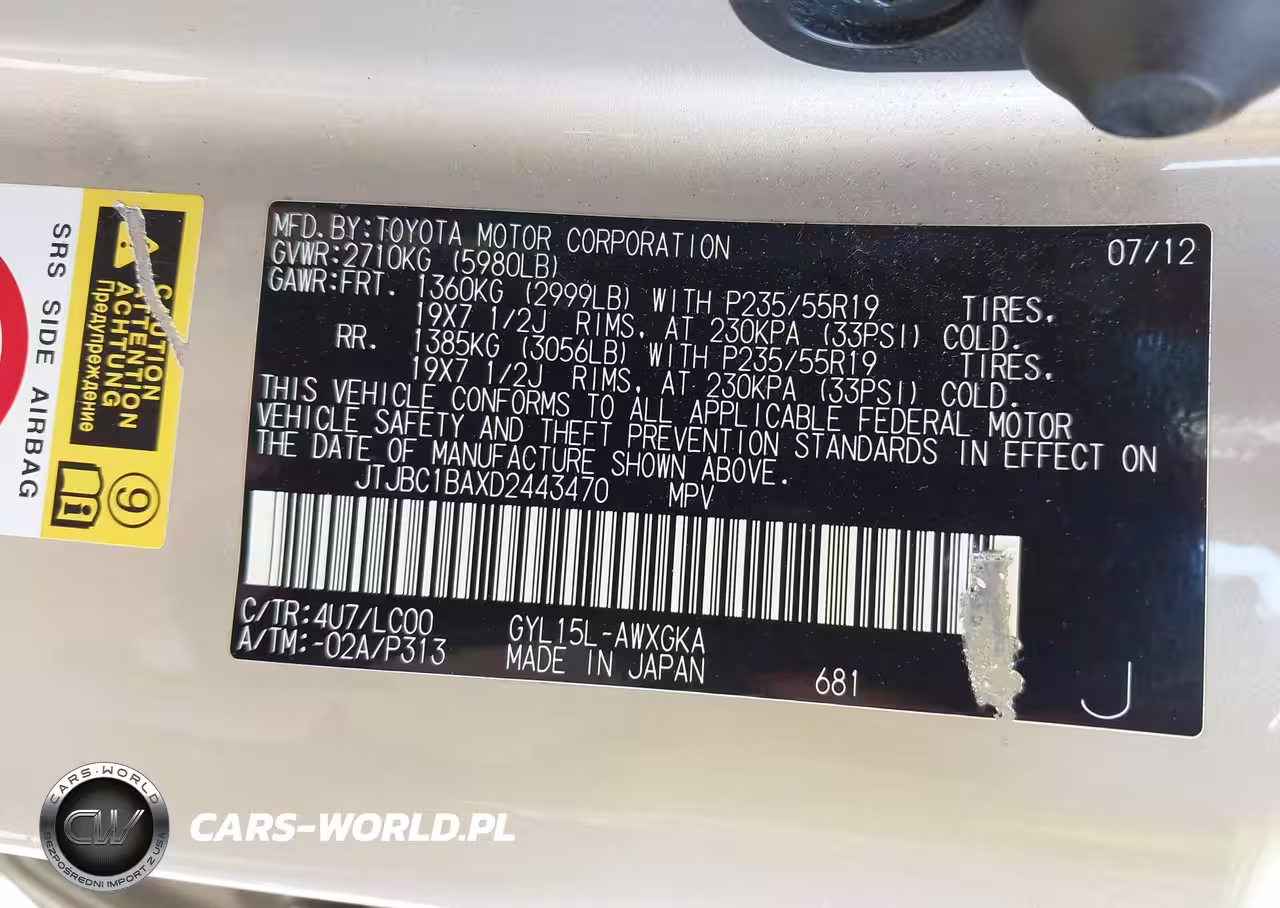 MFD.BY:TOYOTA MOTOR CORPORATION 07/12
GVWR:2710KG (5980LB)
GAWR:FRT. 1360KG (2999LB) WITH P235/55R19 TIRES,
19X7 1/2J RIMS, AT 230KPA (33PSI) COLD.
RR. 1385KG (3056LB) WITH P235/55R19 TIRES,
19X7 1/2J RIMS, AT 230KPA (33PSI) COLD.
THIS VEHICLE CONFORMS TO ALL APPLICABLE FEDERAL MOTOR
VEHICLE SAFETY AND THEFT PREVENTION STANDARDS IN EFFECT ON
THE DATE OF MANUFACTURE SHOWN ABOVE.
JTJBC1BAXD2443470 MPV
C/TR:4U7/LC00 GYL15L-AWXGKA
A/TM:-02A/P313 MADE IN JAPAN 681
J
CAUTION
ATTENTION
ACHTUNG
Предупреждение
9
SRS SIDE AIRBAG
CARS-WORLD
CW
BEZPOŚREDNI IMPORT Z USA
CARS-WORLD.PL